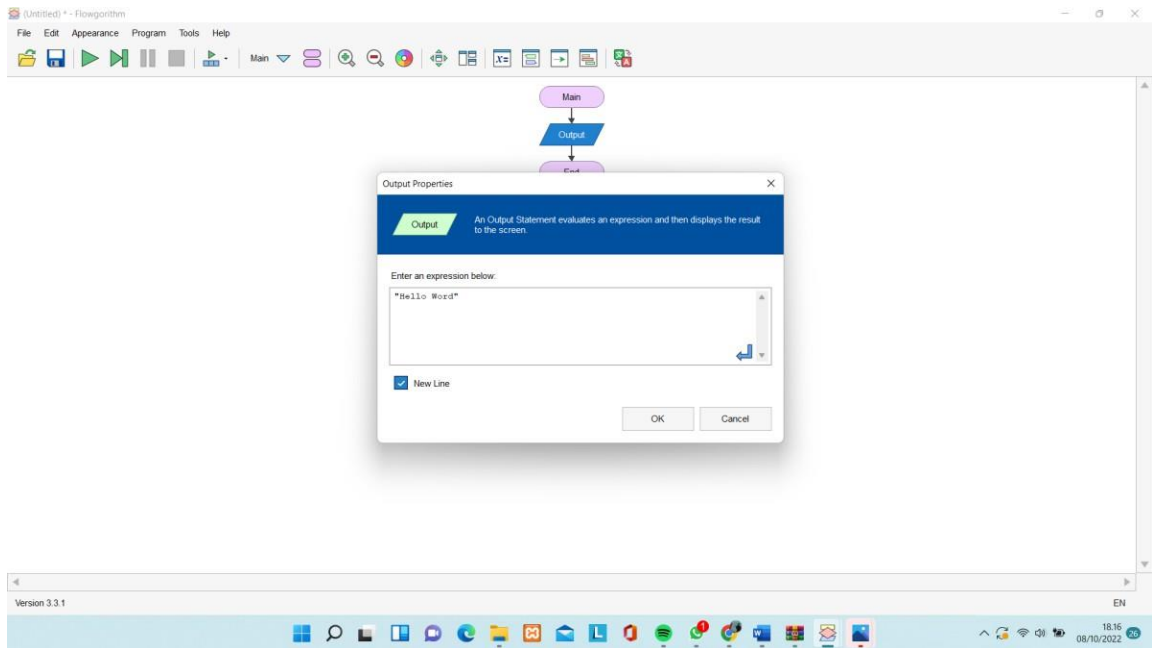 (Untitled) * - Flowgorithm
File Edit Appearance Program Tools Help
Main
x=
Main
Output
End
Output Properties
Output
An Output Statement evaluates an expression and then displays the result
to the screen.
Enter an expression below:
"Hello Word"
New Line
OK Cancel
Version 3.3.1 EN
18.16
08/10/2022
26